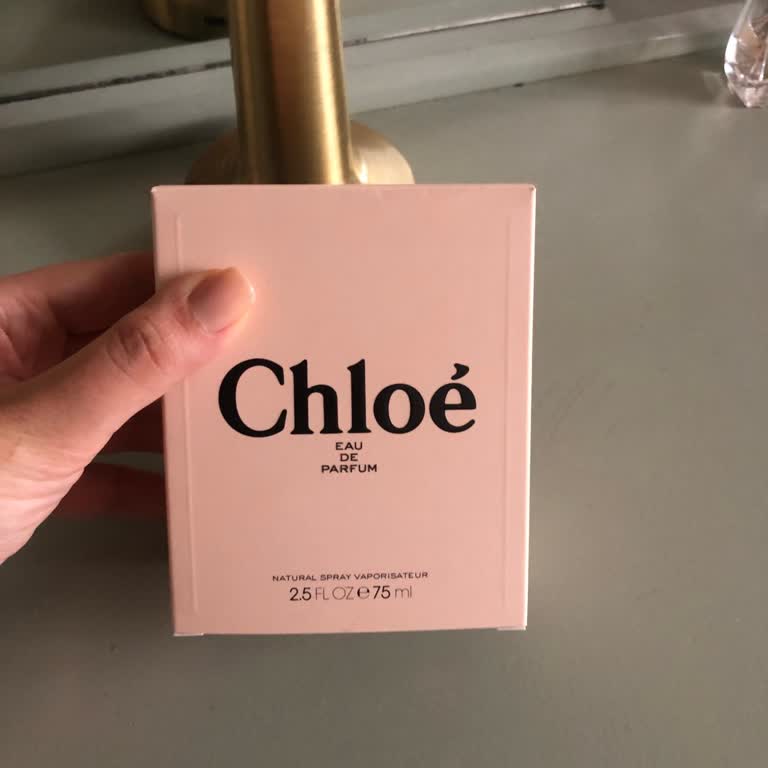 Chloé
EAU
DE
PARFUM
NATURAL SPRAY VAPORISATEUR
2.5 FL OZ ℮ 75 ml